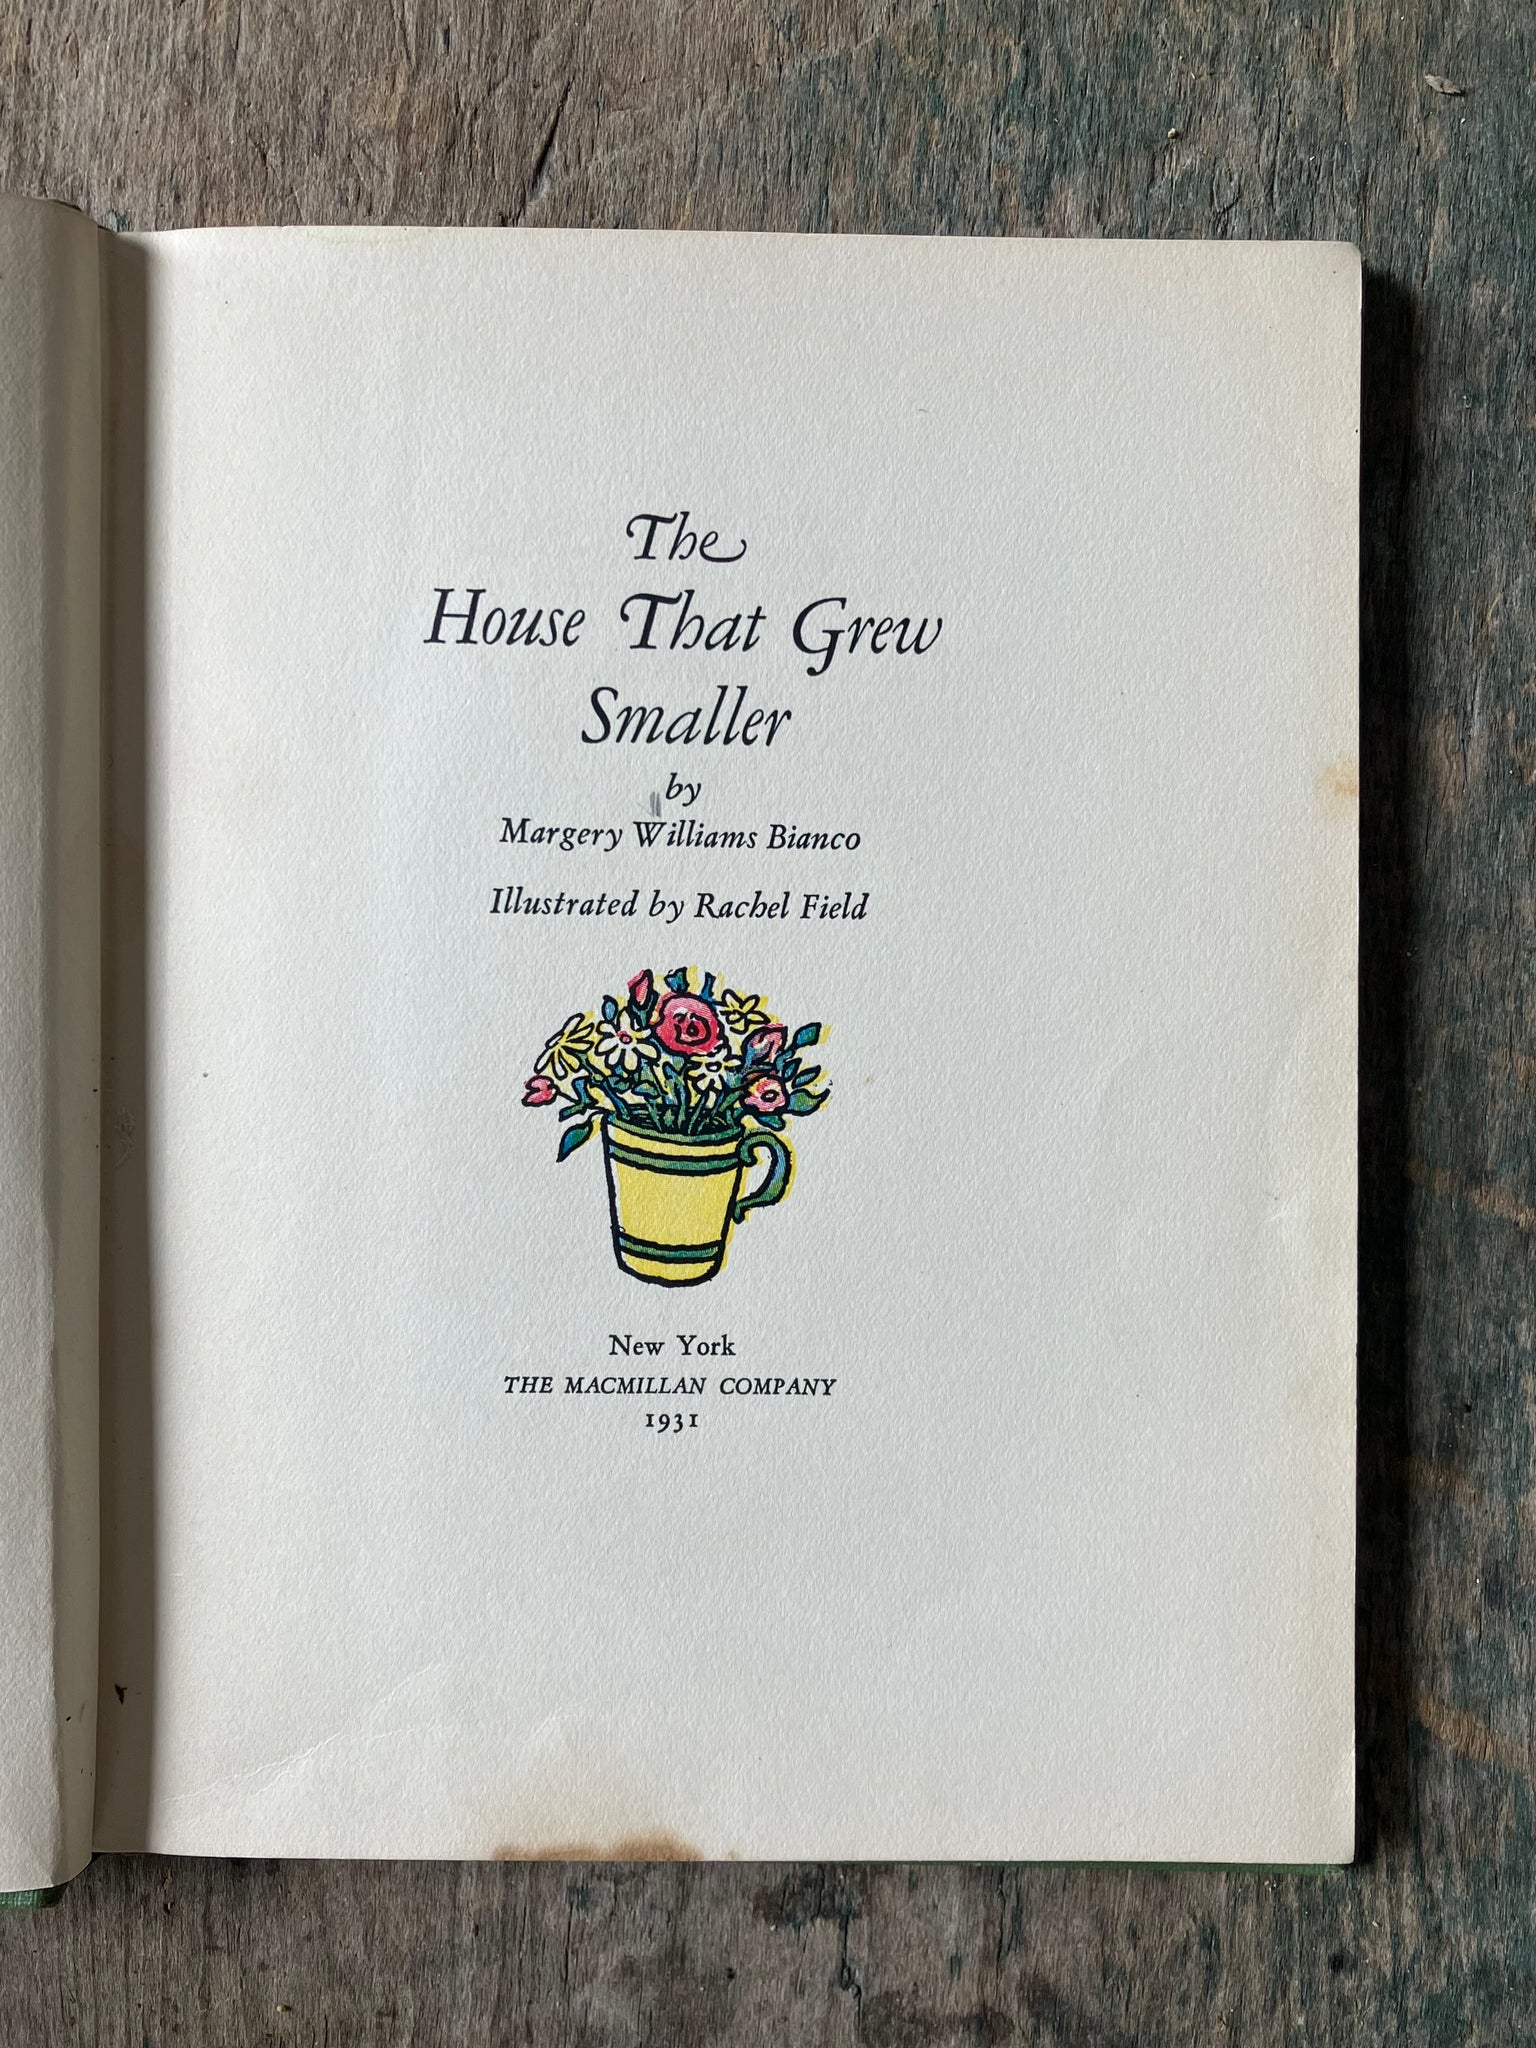 The
House That Grew
Smaller
by
Margery Williams Bianco
Illustrated by Rachel Field
New York
THE MACMILLAN COMPANY
1931